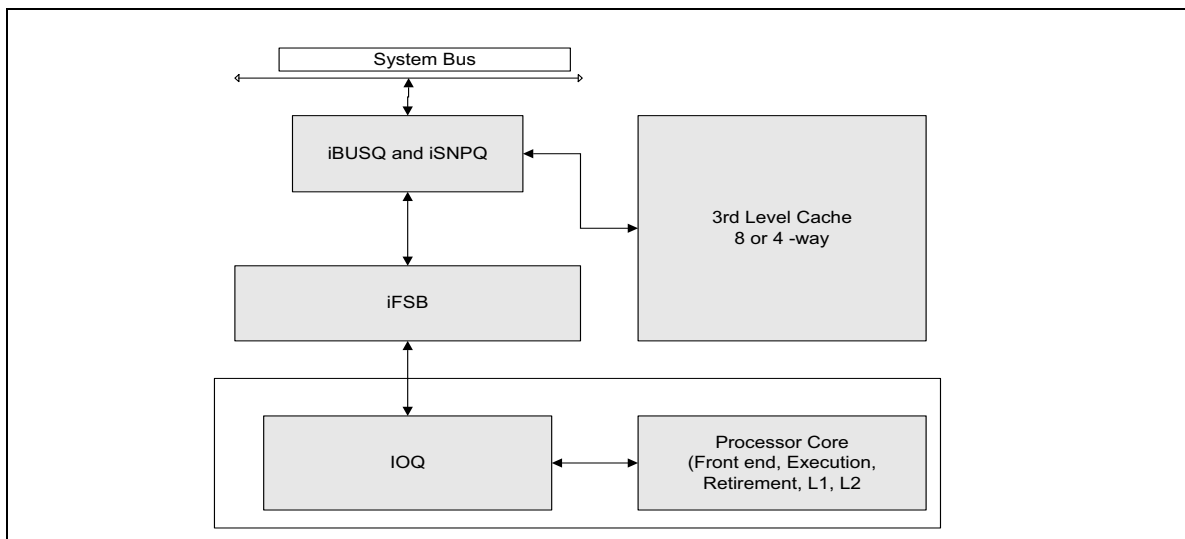 System Bus
iBUSQ and iSNPQ
3rd Level Cache
8 or 4 -way
iFSB
IOQ
Processor Core
(Front end, Execution,
Retirement, L1, L2